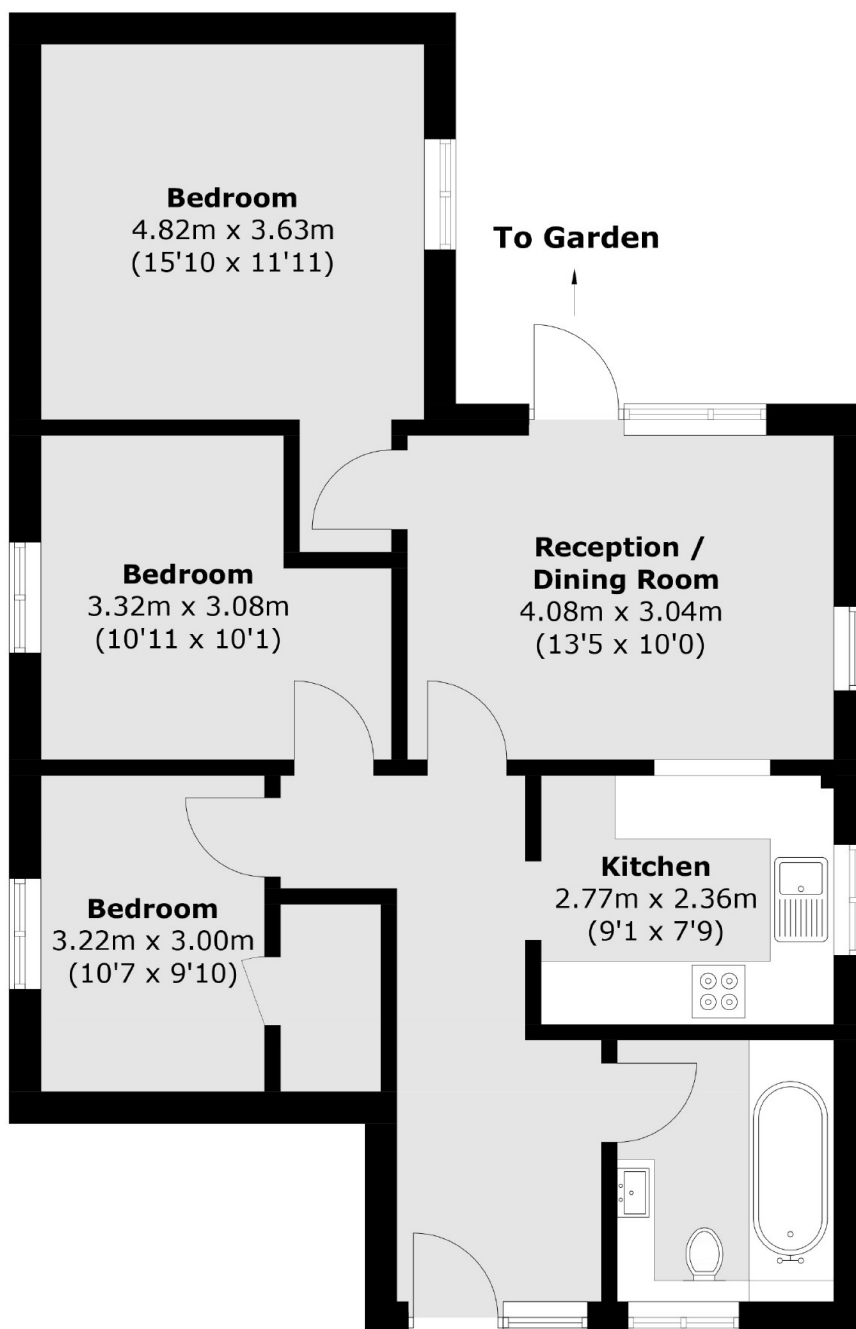 Bedroom
4.82m x 3.63m
(15'10 x 11'11)
To Garden
Bedroom
3.32m x 3.08m
(10'11 x 10'1)
Reception /
Dining Room
4.08m x 3.04m
(13'5 x 10'0)
Bedroom
3.22m x 3.00m
(10'7 x 9'10)
Kitchen
2.77m x 2.36m
(9'1 x 7'9)